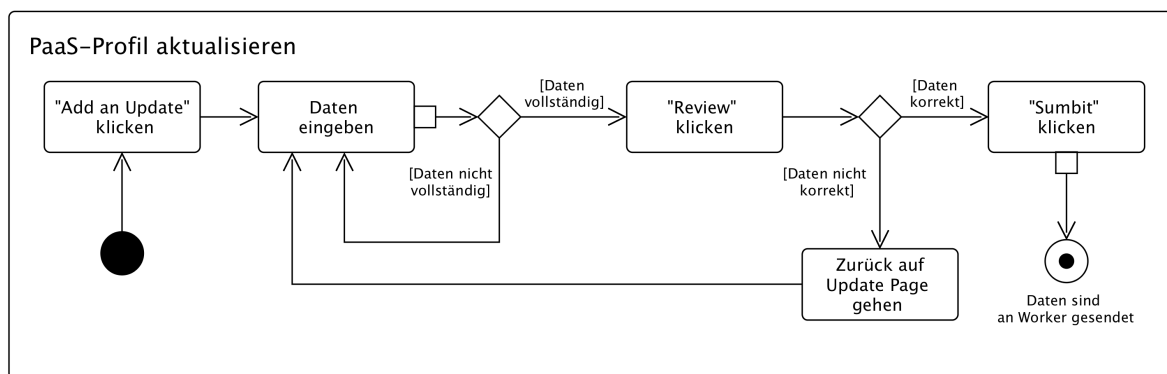 PaaS-Profil aktualisieren
"Add an Update"
klicken
Daten
eingeben
[Daten
vollständig]
[Daten nicht
vollständig]
"Review"
klicken
[Daten
korrekt]
[Daten nicht
korrekt]
"Sumbit"
klicken
Zurück auf
Update Page
gehen
Daten sind
an Worker gesendet